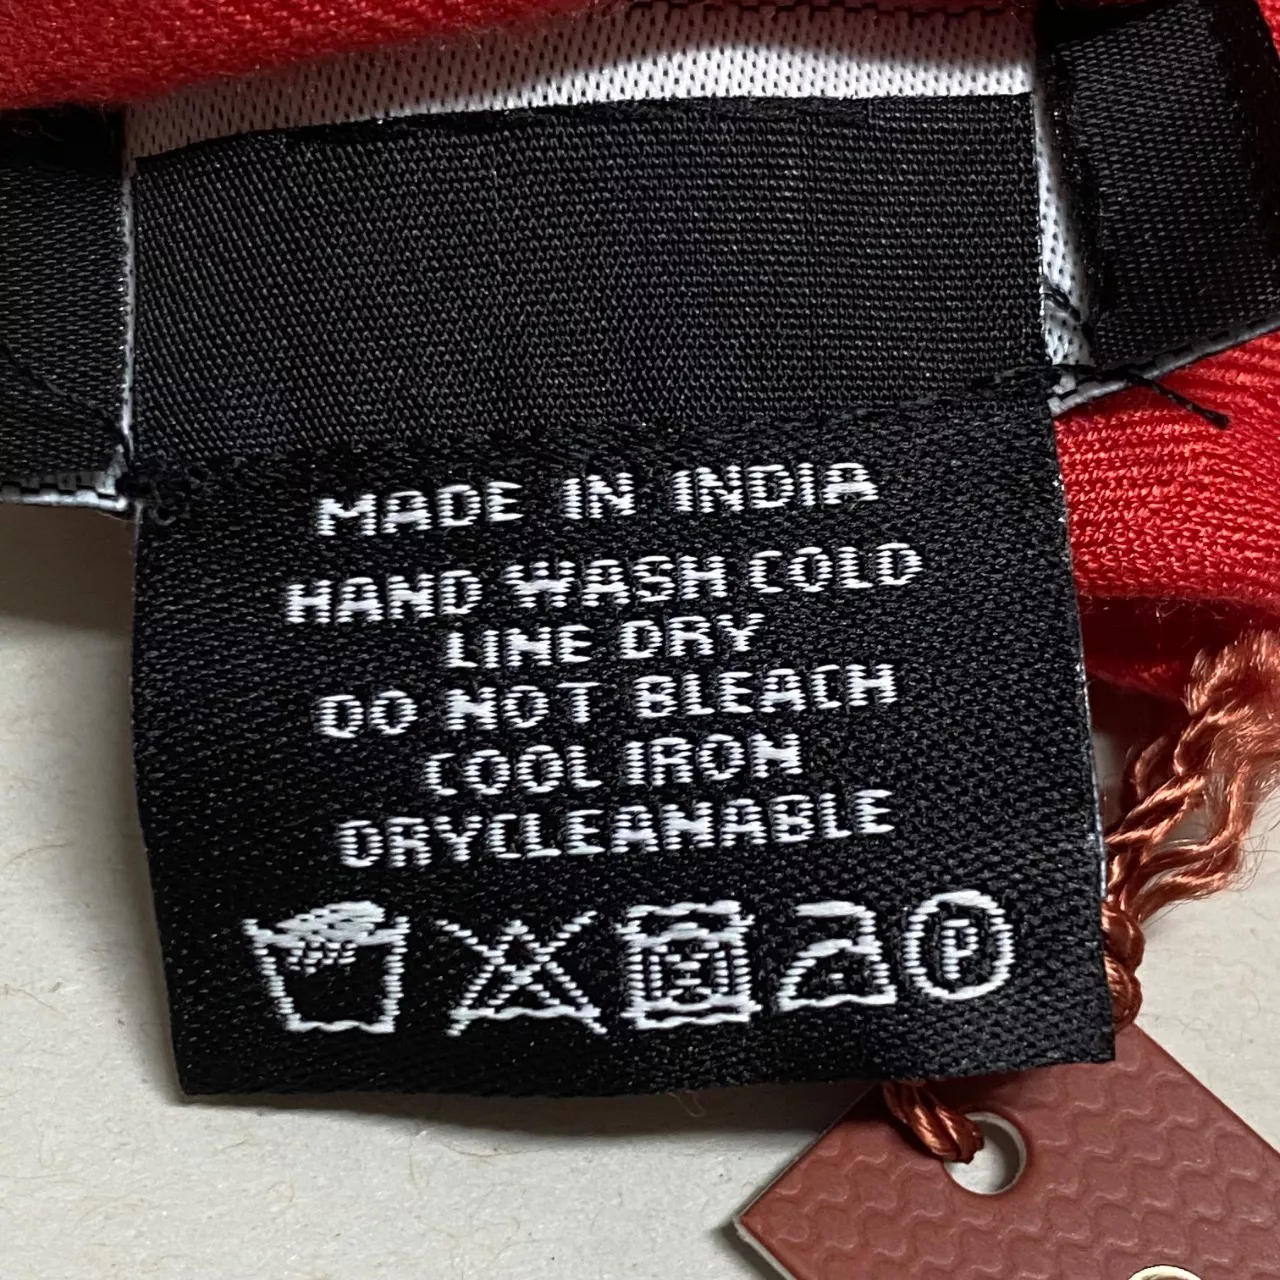 MADE IN INDIA
HAND WASH COLD
LINE DRY
DO NOT BLEACH
COOL IRON
DRYCLEANABLE
P